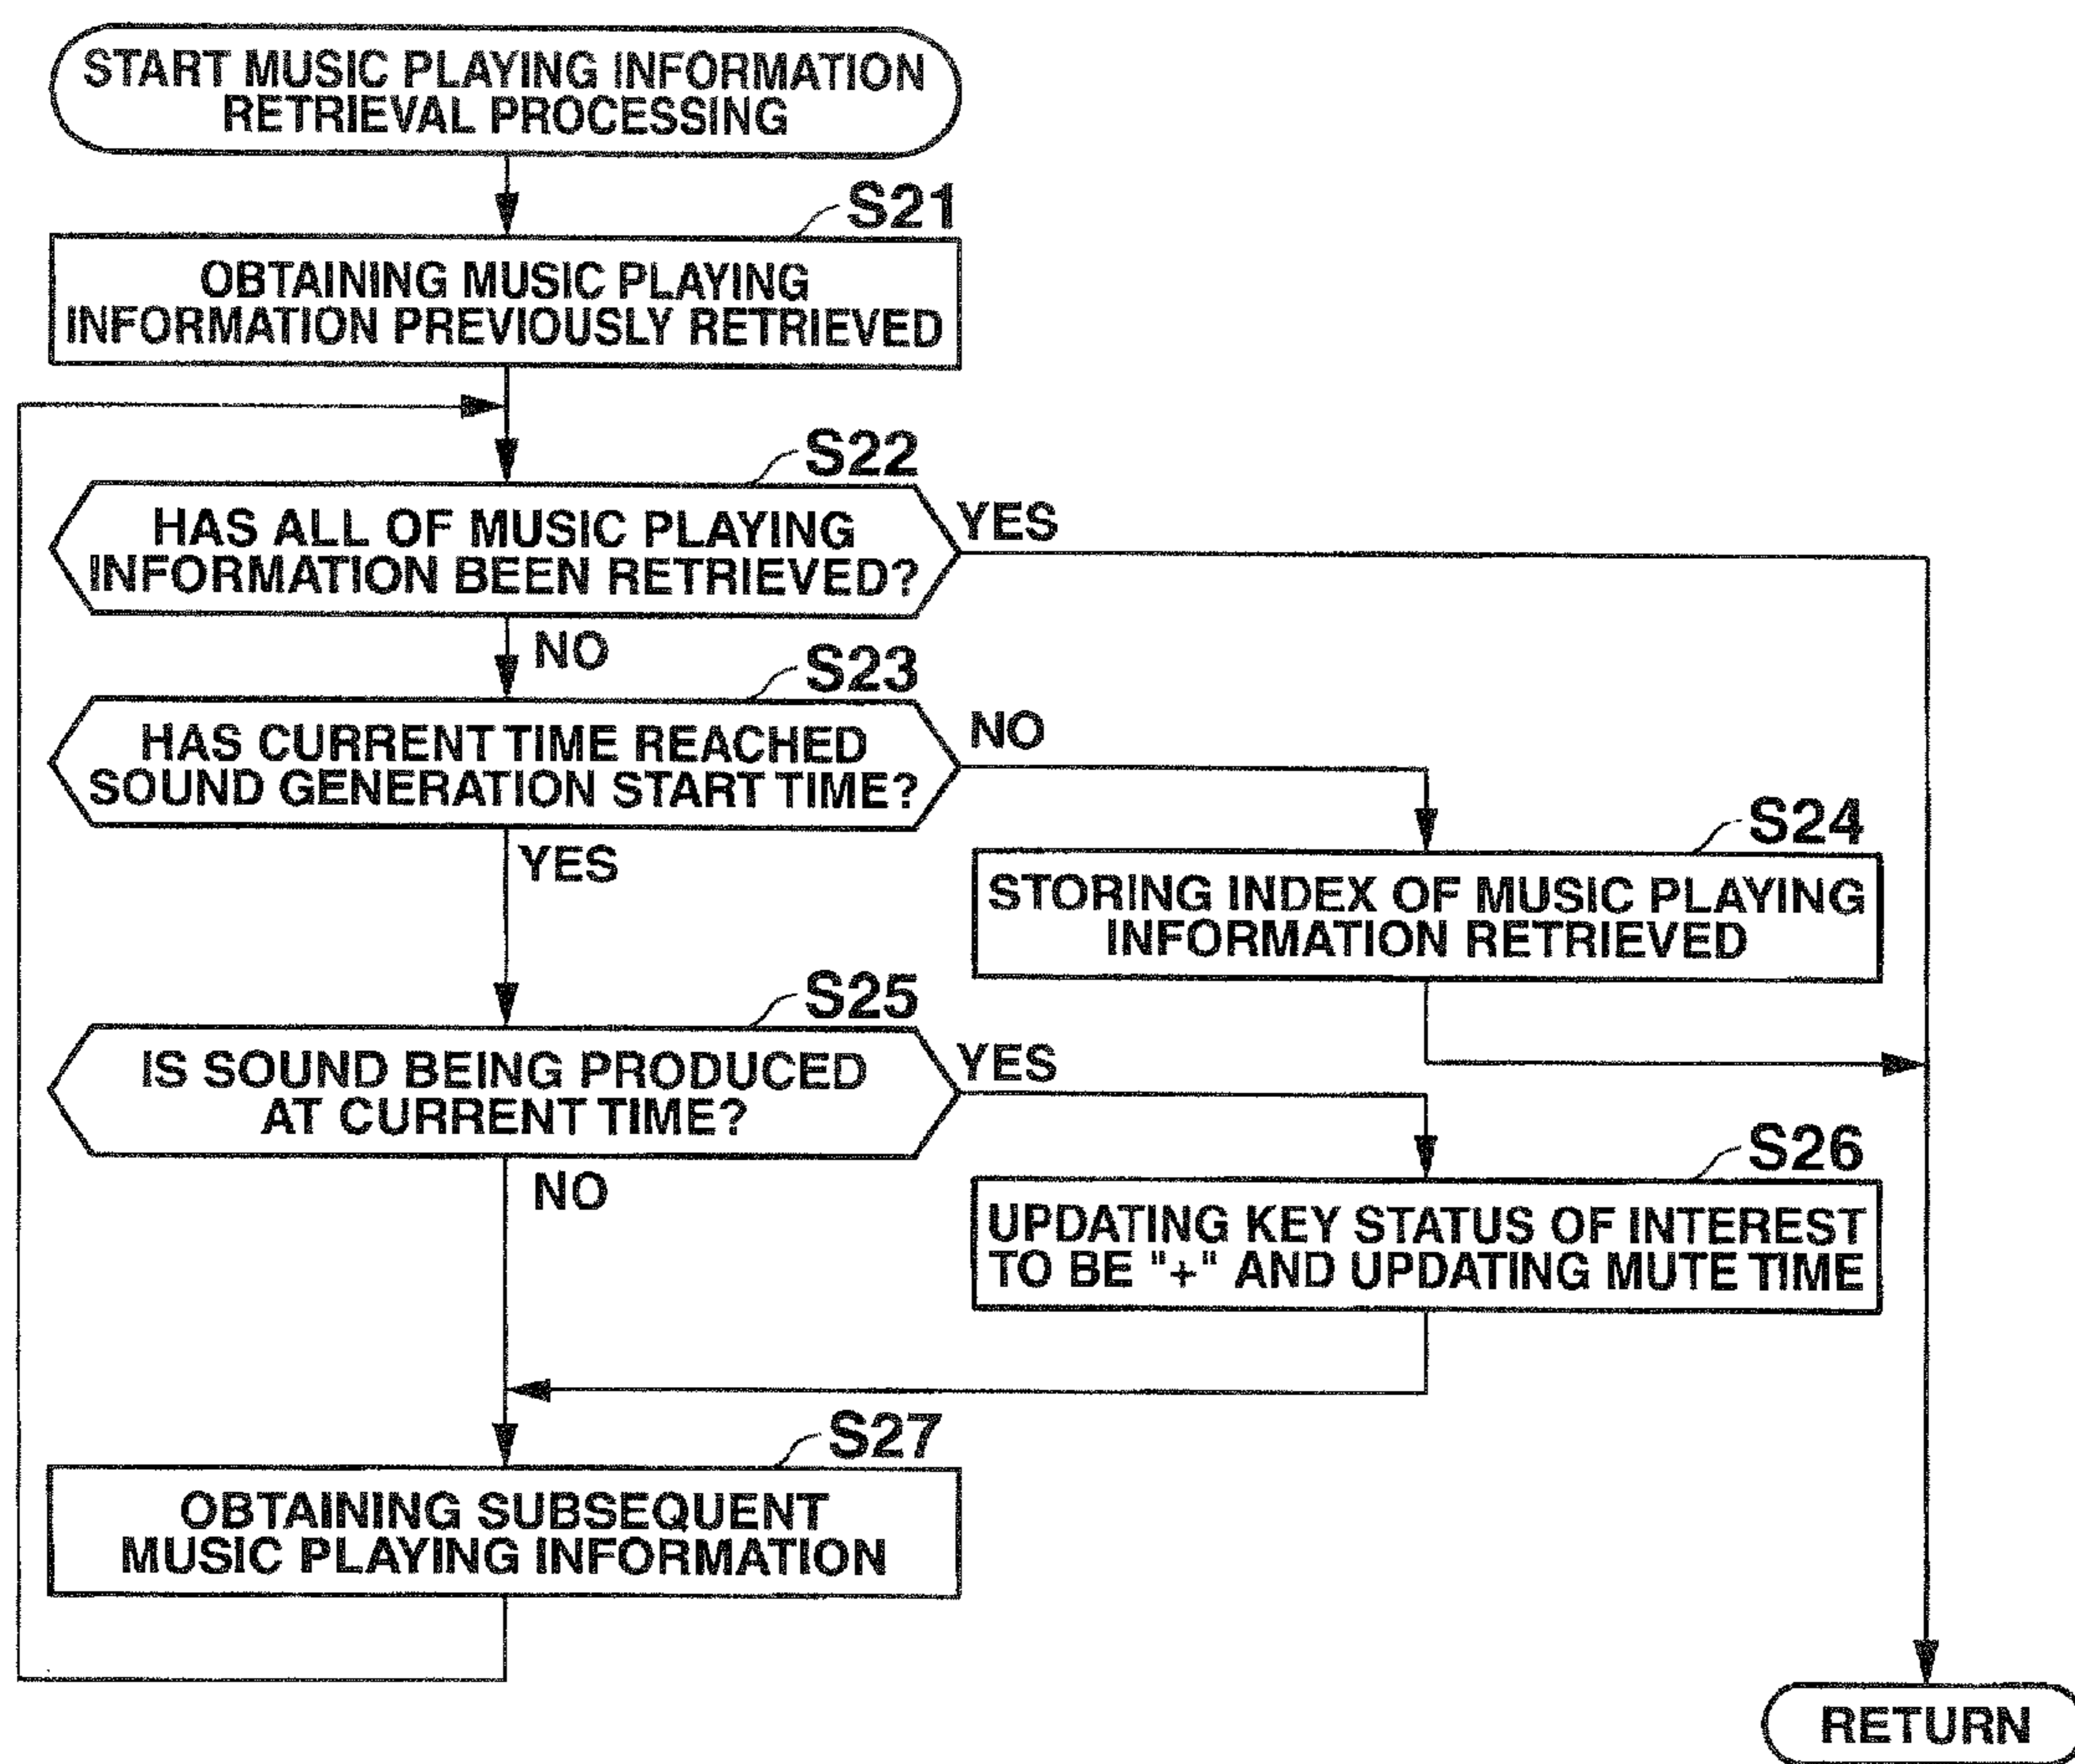 START MUSIC PLAYING INFORMATION
RETRIEVAL PROCESSING
S21
OBTAINING MUSIC PLAYING
INFORMATION PREVIOUSLY RETRIEVED
S22
HAS ALL OF MUSIC PLAYING
INFORMATION BEEN RETRIEVED?
YES
NO
S23
HAS CURRENT TIME REACHED
SOUND GENERATION START TIME?
NO
YES
S24
STORING INDEX OF MUSIC PLAYING
INFORMATION RETRIEVED
S25
IS SOUND BEING PRODUCED
AT CURRENT TIME?
YES
NO
S26
UPDATING KEY STATUS OF INTEREST
TO BE "+" AND UPDATING MUTE TIME
S27
OBTAINING SUBSEQUENT
MUSIC PLAYING INFORMATION
RETURN